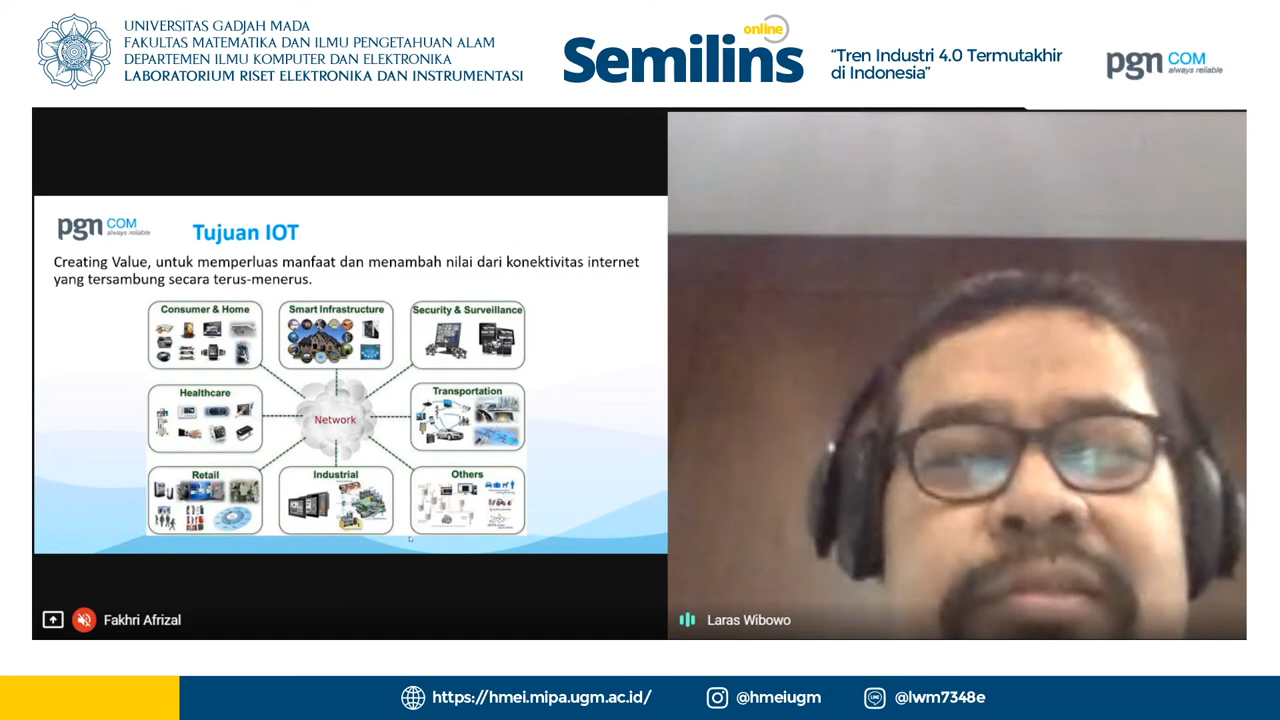 UNIVERSITAS GADJAH MADA
FAKULTAS MATEMATIKA DAN ILMU PENGETAHUAN ALAM
DEPARTEMEN ILMU KOMPUTER DAN ELEKTRONIKA
LABORATORIUM RISET ELEKTRONIKA DAN INSTRUMENTASI
online
Semilins
“Tren Industri 4.0 Termutakhir
di Indonesia”
pgn COM
always reliable
pgn COM
always reliable
Tujuan IOT
Creating Value, untuk memperluas manfaat dan menambah nilai dari konektivitas internet
yang tersambung secara terus-menerus.
Consumer & Home
Smart Infrastructure
Security & Surveillance
Healthcare
Network
Transportation
Retail
Industrial
Others
Fakhri Afrizal
Laras Wibowo
https://hmei.mipa.ugm.ac.id/
@hmeiugm
@lwm7348e